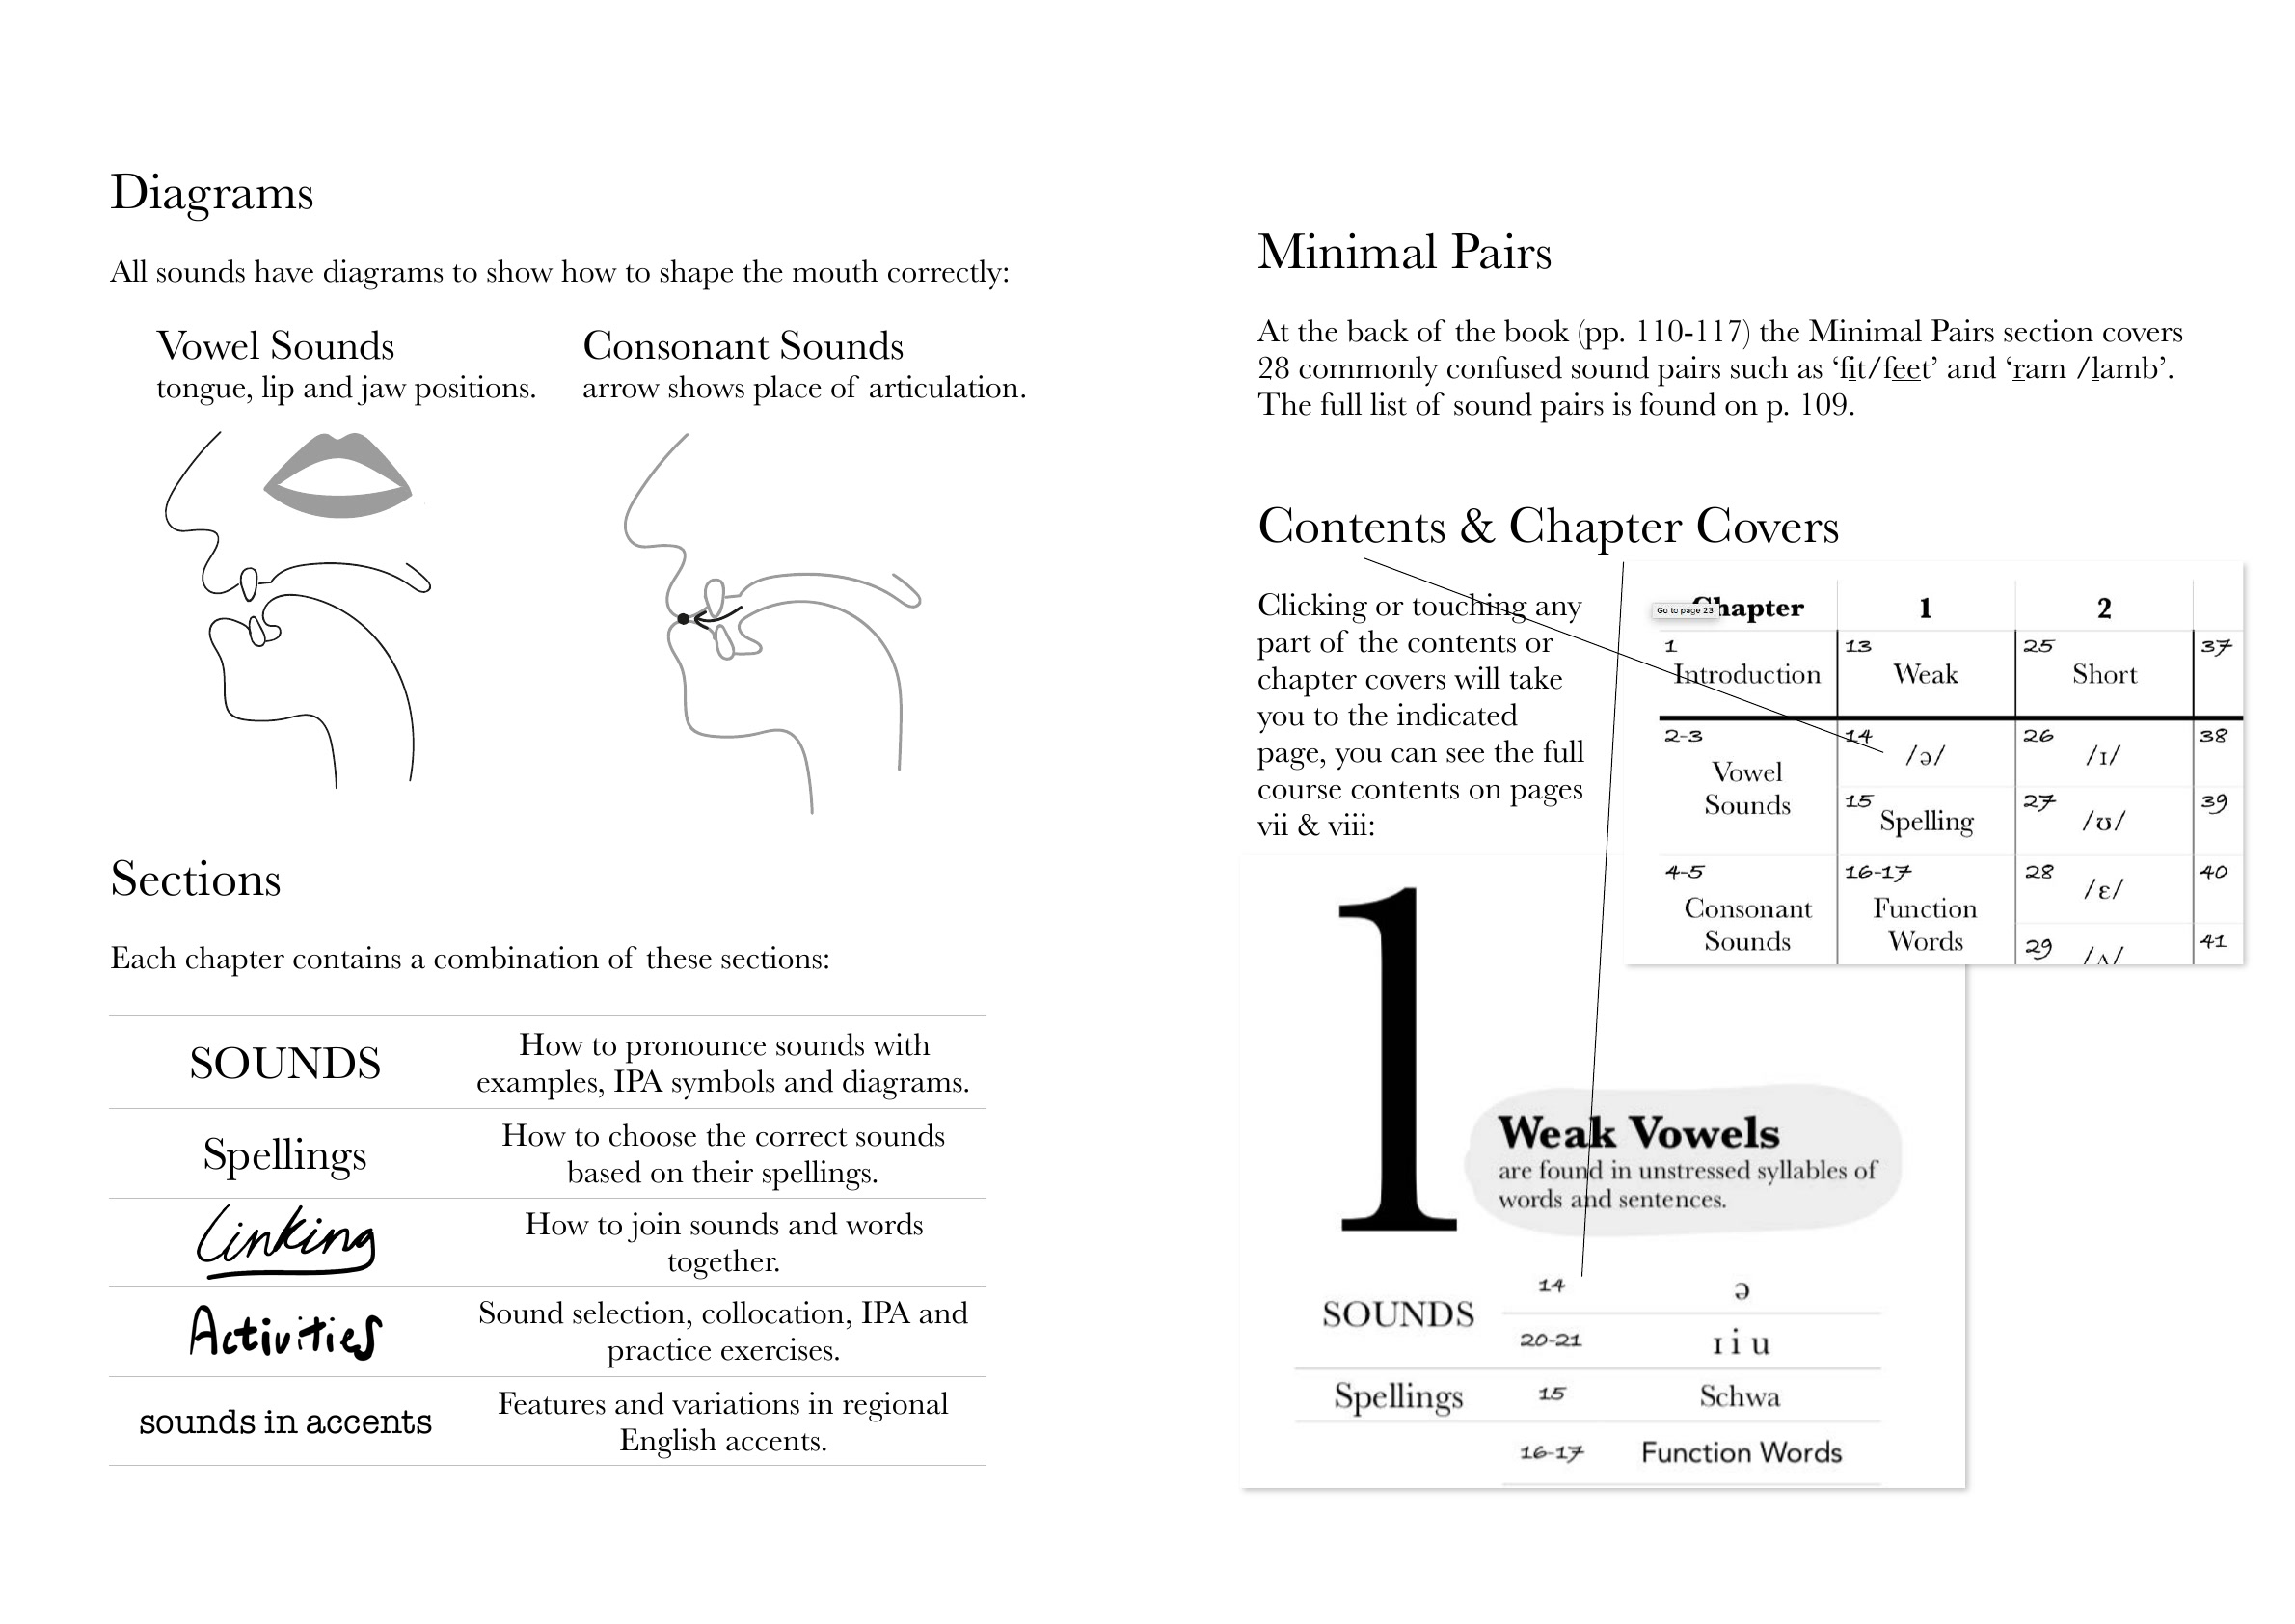 Diagrams
All sounds have diagrams to show how to shape the mouth correctly:
Vowel Sounds
tongue, lip and jaw positions.
Consonant Sounds
arrow shows place of articulation.
Sections
Each chapter contains a combination of these sections:
SOUNDS
How to pronounce sounds with
examples, IPA symbols and diagrams.
Spellings
How to choose the correct sounds
based on their spellings.
Linking
How to join sounds and words
together.
Activities
Sound selection, collocation, IPA and
practice exercises.
sounds in accents
Features and variations in regional
English accents.
Minimal Pairs
At the back of the book (pp. 110-117) the Minimal Pairs section covers
28 commonly confused sound pairs such as ‘fit/feet’ and ‘ram /lamb’.
The full list of sound pairs is found on p. 109.
Contents & Chapter Covers
Clicking or touching any
part of the contents or
chapter covers will take
you to the indicated
page, you can see the full
course contents on pages
vii & viii:
Go to page 23
Chapter 1 2
1 13 25 37
Introduction Weak Short
2-3 14 /ə/ 26 /ɪ/ 38
Vowel
Sounds
15 Spelling 27 /ʊ/ 39
4-5 16-17 28 /ɛ/ 40
Consonant Function
Sounds Words
29 /ʌ/ 41
1
Weak Vowels
are found in unstressed syllables of
words and sentences.
SOUNDS
14 ə
20-21 ɪ i u
Spellings 15 Schwa
16-17 Function Words